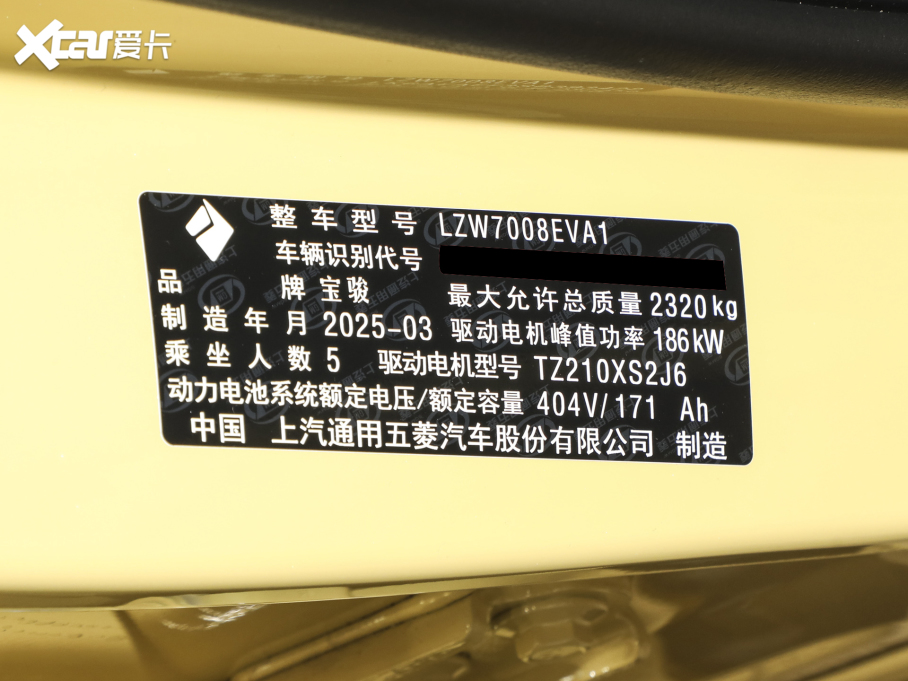 Xcar爱卡
整车型号 LZW7008EVA1
车辆识别代号
品牌 宝骏 最大允许总质量 2320kg
制造年月 2025-03 驱动电机峰值功率 186kW
乘坐人数 5 驱动电机型号 TZ210XS2J6
动力电池系统额定电压/额定容量 404V/171 Ah
中国 上汽通用五菱汽车股份有限公司 制造